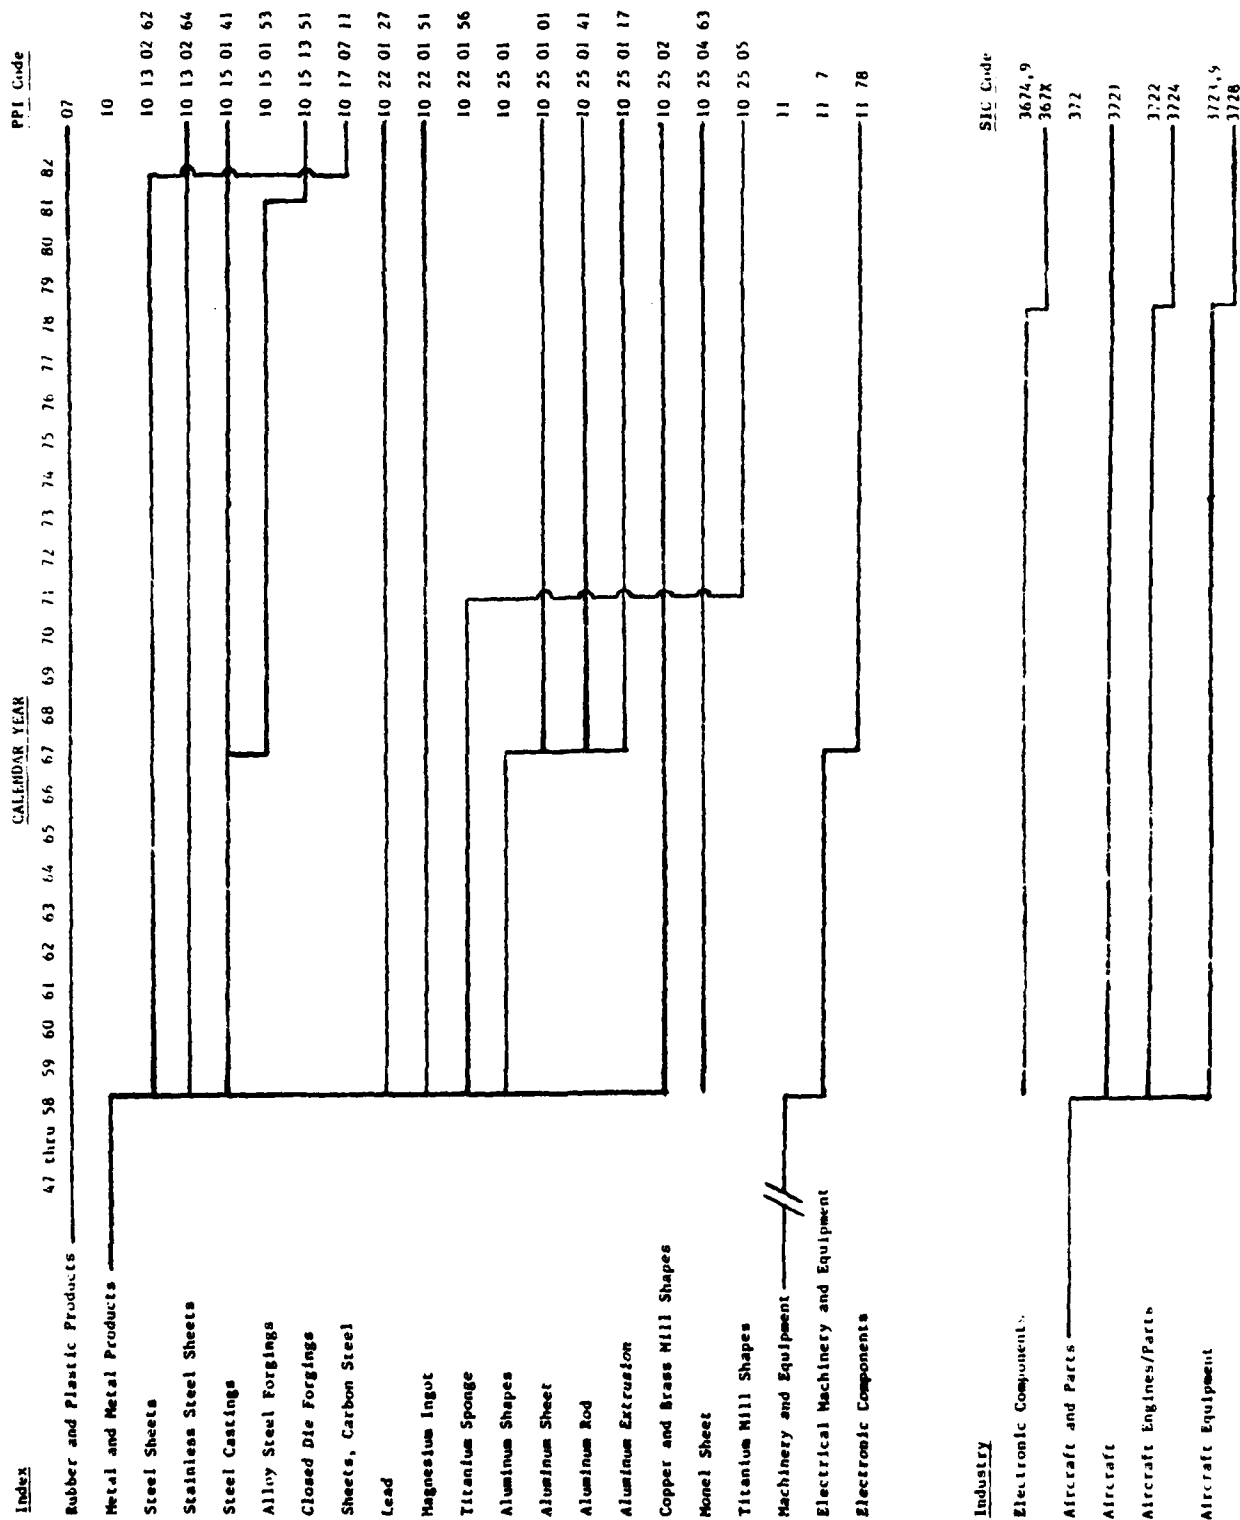 CALENDAR YEAR
Index 47 thru 58 59 60 61 62 63 64 65 66 67 68 69 70 71 72 73 74 75 76 77 78 79 80 81 82 PPI Code
Rubber and Plastic Products 07
Metal and Metal Products 10
Steel Sheets 10 13 02 62
Stainless Steel Sheets 10 13 02 64
Steel Castings 10 15 01 41
Alloy Steel Forgings 10 15 01 53
Closed Die Forgings 10 15 13 51
Sheets, Carbon Steel 10 17 07 11
Lead 10 22 01 27
Magnesium Ingot 10 22 01 51
Titanium Sponge 10 22 01 56
Aluminum Shapes 10 25 01
Aluminum Sheet 10 25 01 01
Aluminum Rod 10 25 01 41
Aluminum Extrusion 10 25 01 17
Copper and Brass Mill Shapes 10 25 02
Monel Sheet 10 25 04 63
Titanium Mill Shapes 10 25 05
Machinery and Equipment 11
Electrical Machinery and Equipment 11 7
Electronic Components 11 78
Industry SIC Code
Electronic Components 3674,9
367X
Aircraft and Parts 372
Aircraft 3721
Aircraft Engines/Parts 3722
3724
Aircraft Equipment 3723,9
3728